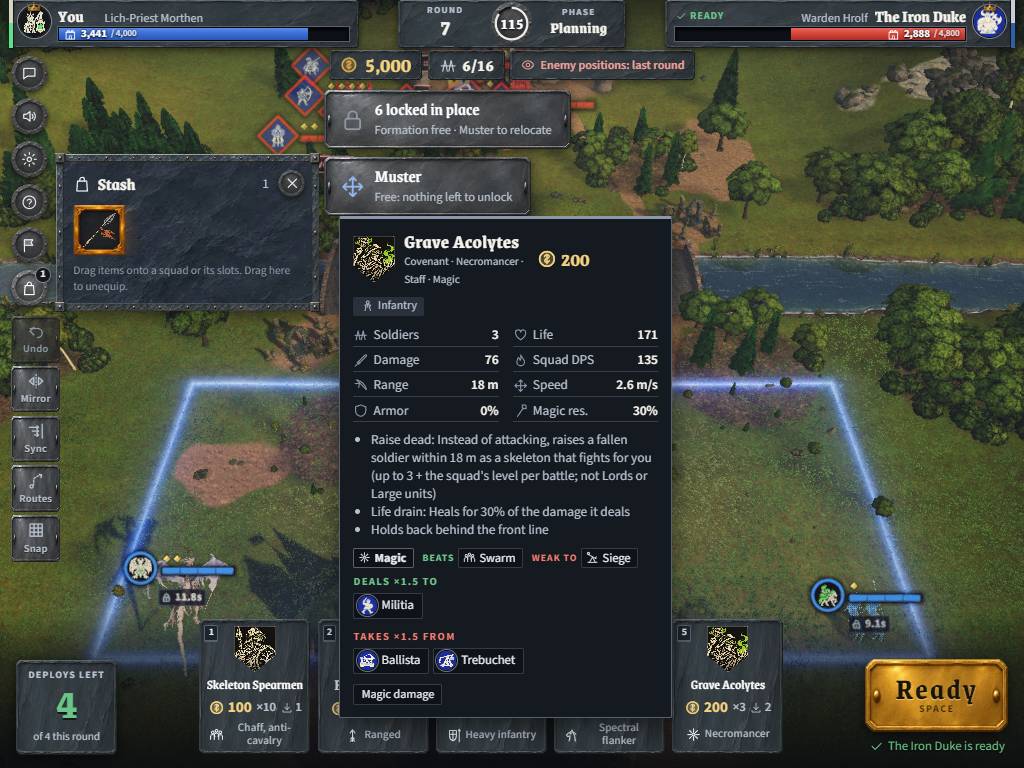 You Lich-Priest Morthen
3,441 / 4,000
ROUND
7
115
PHASE
Planning
READY
Warden Hrolf The Iron Duke
2,888 / 4,800
5,000
6/16
Enemy positions: last round
6 locked in place
Formation free · Muster to relocate
Muster
Free: nothing left to unlock
Stash
1
Drag items onto a squad or its slots. Drag here
to unequip.
1
Undo
Mirror
Sync
Routes
Snap
Grave Acolytes
Covenant · Necromancer ·
Staff · Magic
200
Infantry
Soldiers 3
Life 171
Damage 76
Squad DPS 135
Range 18 m
Speed 2.6 m/s
Armor 0%
Magic res. 30%
• Raise dead: Instead of attacking, raises a fallen
soldier within 18 m as a skeleton that fights for you
(up to 3 + the squad's level per battle; not Lords or
Large units)
• Life drain: Heals for 30% of the damage it deals
• Holds back behind the front line
Magic BEATS Swarm WEAK TO Siege
DEALS ×1.5 TO
Militia
TAKES ×1.5 FROM
Ballista Trebuchet
Magic damage
11.8s
9.1s
DEPLOYS LEFT
4
of 4 this round
1
Skeleton Spearmen
100 ×10 1
Chaff, anti-
cavalry
2
Ranged
Heavy infantry
Spectral
flanker
5
Grave Acolytes
200 ×3 2
Necromancer
Ready
SPACE
The Iron Duke is ready